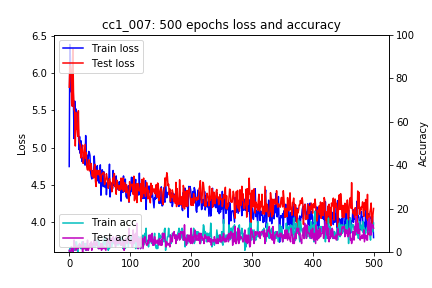 cc1_007: 500 epochs loss and accuracy
6.5
6.0
5.5
5.0
4.5
4.0
Loss
Train loss
Test loss
Train acc
Test acc
100
80
60
40
20
0
Accuracy
0 100 200 300 400 500